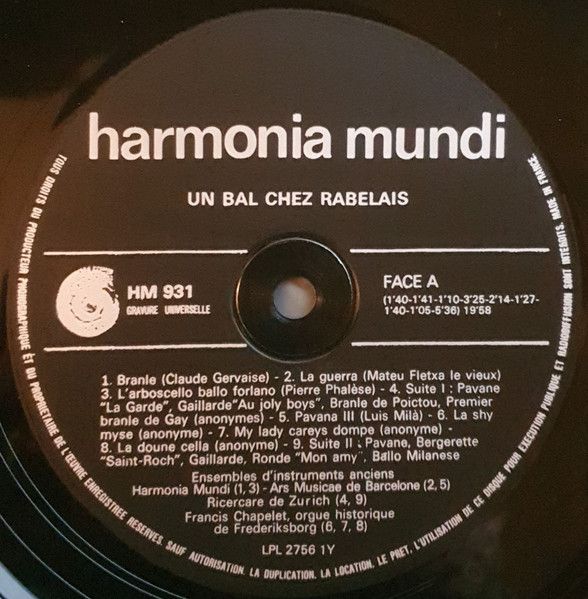 harmonia mundi
UN BAL CHEZ RABELAIS
HM 931
GRAVURE UNIVERSELLE
FACE A
(1'40-1'41-1'10-3'25-2'14-1'27-
1'40-1'05-5'36) 19'58
1. Branle (Claude Gervaise) - 2. La guerra (Mateu Fletxa le vieux)
3. L'arboscello ballo forlano (Pierre Phalèse) - 4. Suite I : Pavane
"La Garde", Gaillarde"Au joly boys", Branle de Poictou, Premier
branle de Gay (anonymes) - 5. Pavana III (Luis Milà) - 6. La shy
myse (anonyme) - 7. My lady careys dompe (anonyme) -
8. La doune cella (anonyme) - 9. Suite II : Pavane, Bergerette
"Saint-Roch", Gaillarde, Ronde "Mon amy", Ballo Milanese
Ensembles d'instruments anciens
Harmonia Mundi (1, 3) - Ars Musicae de Barcelone (2, 5)
Ricercare de Zurich (4, 9)
Francis Chapelet, orgue historique
de Frederiksborg (6, 7, 8)
LPL 2756 1Y
TOUS DROITS DU PRODUCTEUR PHONOGRAPHIQUE ET DU PROPRIETAIRE DE L'ŒUVRE ENREGISTREE RESERVES. SAUF AUTORISATION. LA DUPLICATION. LA LOCATION. LE PRET. L'UTILISATION DE CE DISQUE POUR EXECUTION PUBLIQUE ET RADIODIFFUSION SONT INTERDITS. MADE IN FRANCE.